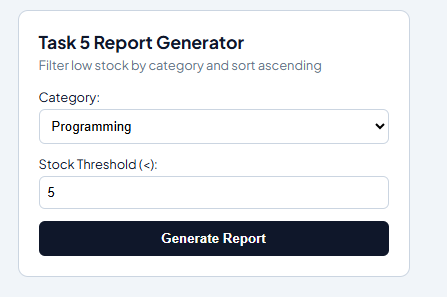 Task 5 Report Generator
Filter low stock by category and sort ascending
Category:
Programming
Stock Threshold (<):
5
Generate Report